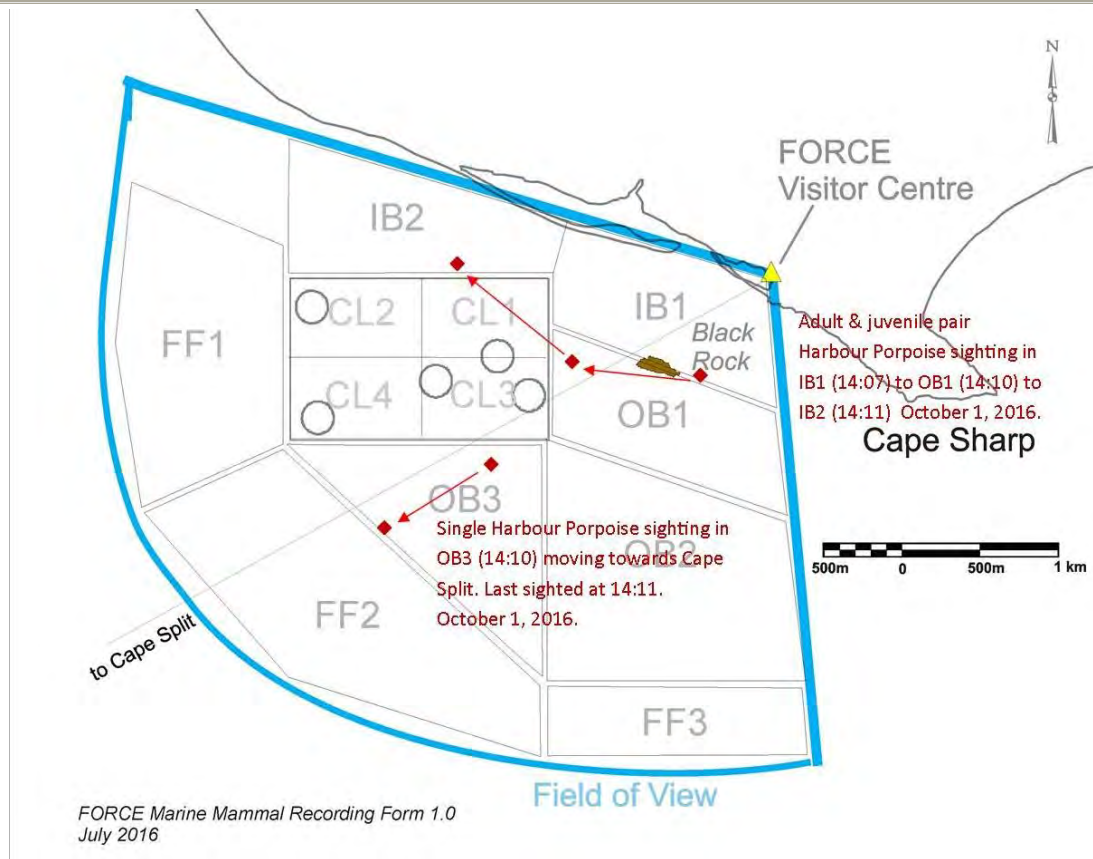 N
FORCE
Visitor Centre
IB2
IB1
CL2
CL1
FF1
Black
Rock
Adult & juvenile pair
Harbour Porpoise sighting in
IB1 (14:07) to OB1 (14:10) to
IB2 (14:11) October 1, 2016.
CL4
CL3
OB1
Cape Sharp
OB3
Single Harbour Porpoise sighting in
OB3 (14:10) moving towards Cape
Split. Last sighted at 14:11.
October 1, 2016.
OB2
500m 0 500m 1 km
FF2
to Cape Split
FF3
Field of View
FORCE Marine Mammal Recording Form 1.0
July 2016